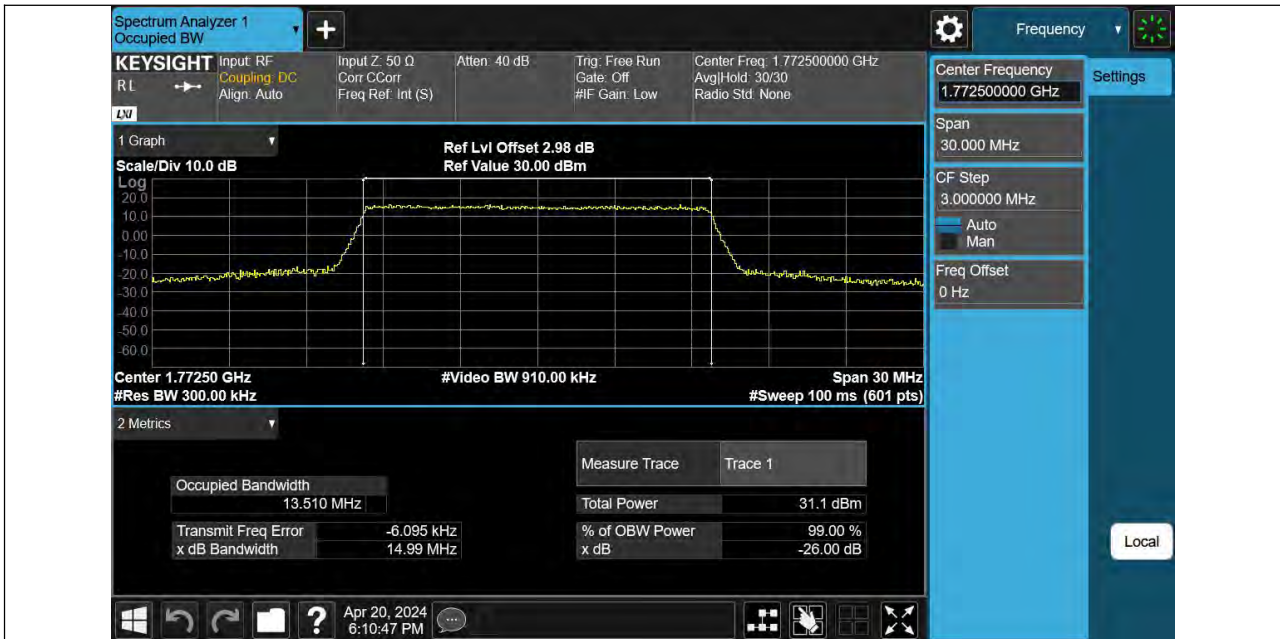 Spectrum Analyzer 1
Occupied BW
+
Frequency
KEYSIGHT
R L
LXI
Input: RF
Coupling: DC
Align: Auto
Input Z: 50 Ω
Corr CCorr
Freq Ref: Int (S)
Atten: 40 dB
Trig: Free Run
Gate: Off
#IF Gain: Low
Center Freq: 1.772500000 GHz
Avg|Hold: 30/30
Radio Std: None
1 Graph
Scale/Div 10.0 dB
Ref Lvl Offset 2.98 dB
Ref Value 30.00 dBm
Log
20.0
10.0
0.00
-10.0
-20.0
-30.0
-40.0
-50.0
-60.0
Center 1.77250 GHz
#Video BW 910.00 kHz
Span 30 MHz
#Res BW 300.00 kHz
#Sweep 100 ms (601 pts)
2 Metrics
Measure Trace Trace 1
Occupied Bandwidth
13.510 MHz
Total Power 31.1 dBm
Transmit Freq Error -6.095 kHz
% of OBW Power 99.00 %
x dB Bandwidth 14.99 MHz
x dB -26.00 dB
Center Frequency
1.772500000 GHz
Settings
Span
30.000 MHz
CF Step
3.000000 MHz
Auto
Man
Freq Offset
0 Hz
Local
?
Apr 20, 2024
6:10:47 PM